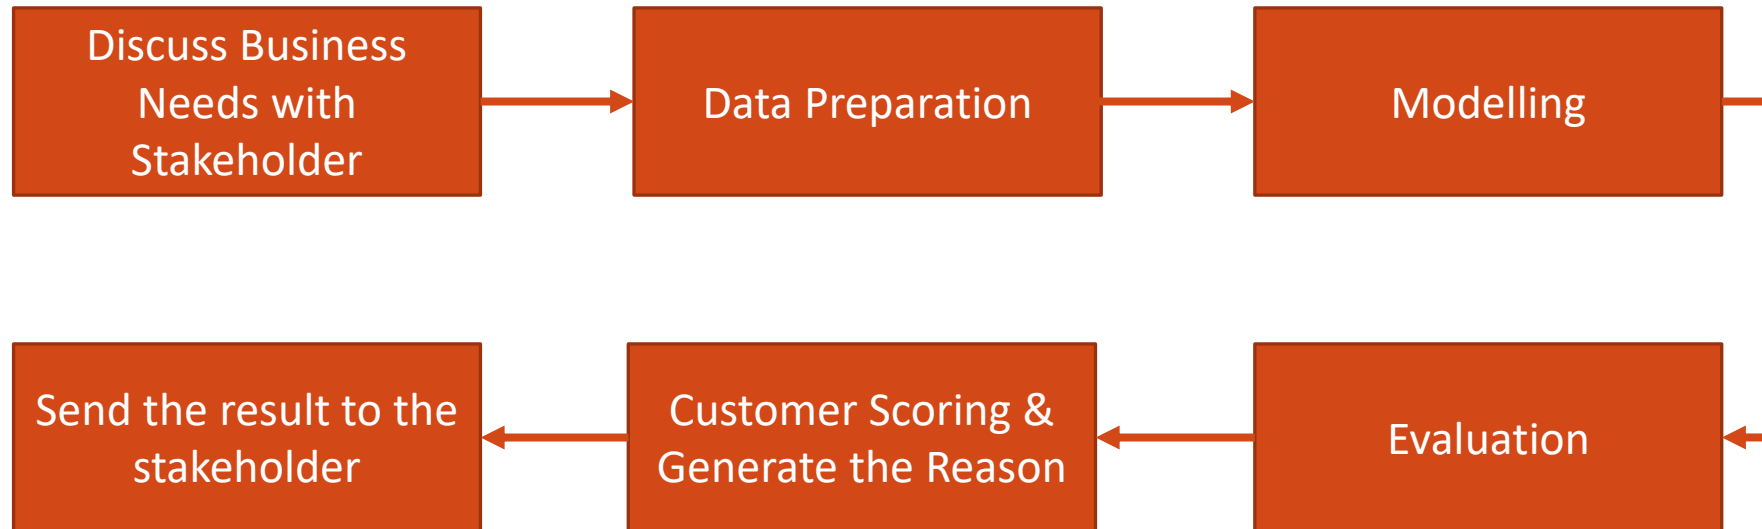 Discuss Business
Needs with
Stakeholder
Data Preparation
Modelling
Evaluation
Customer Scoring &
Generate the Reason
Send the result to the
stakeholder